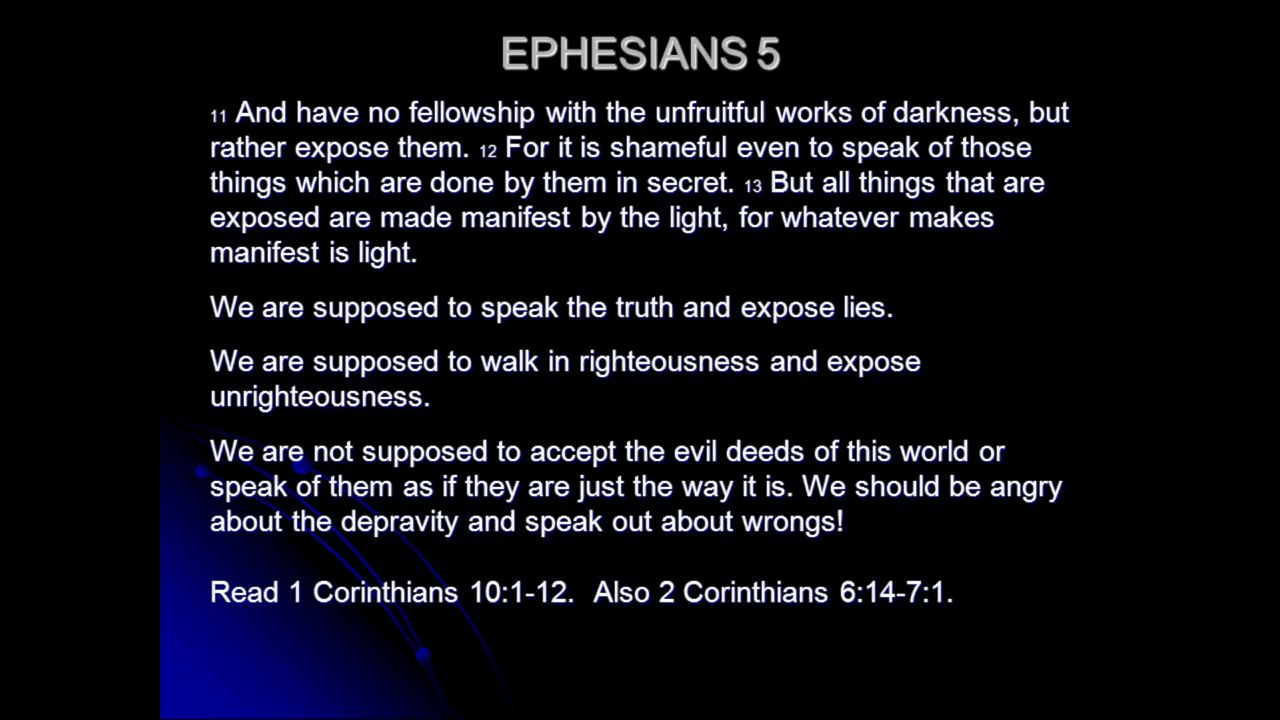 EPHESIANS 5
11 And have no fellowship with the unfruitful works of darkness, but
rather expose them. 12 For it is shameful even to speak of those
things which are done by them in secret. 13 But all things that are
exposed are made manifest by the light, for whatever makes
manifest is light.
We are supposed to speak the truth and expose lies.
We are supposed to walk in righteousness and expose
unrighteousness.
We are not supposed to accept the evil deeds of this world or
speak of them as if they are just the way it is. We should be angry
about the depravity and speak out about wrongs!
Read 1 Corinthians 10:1-12.  Also 2 Corinthians 6:14-7:1.